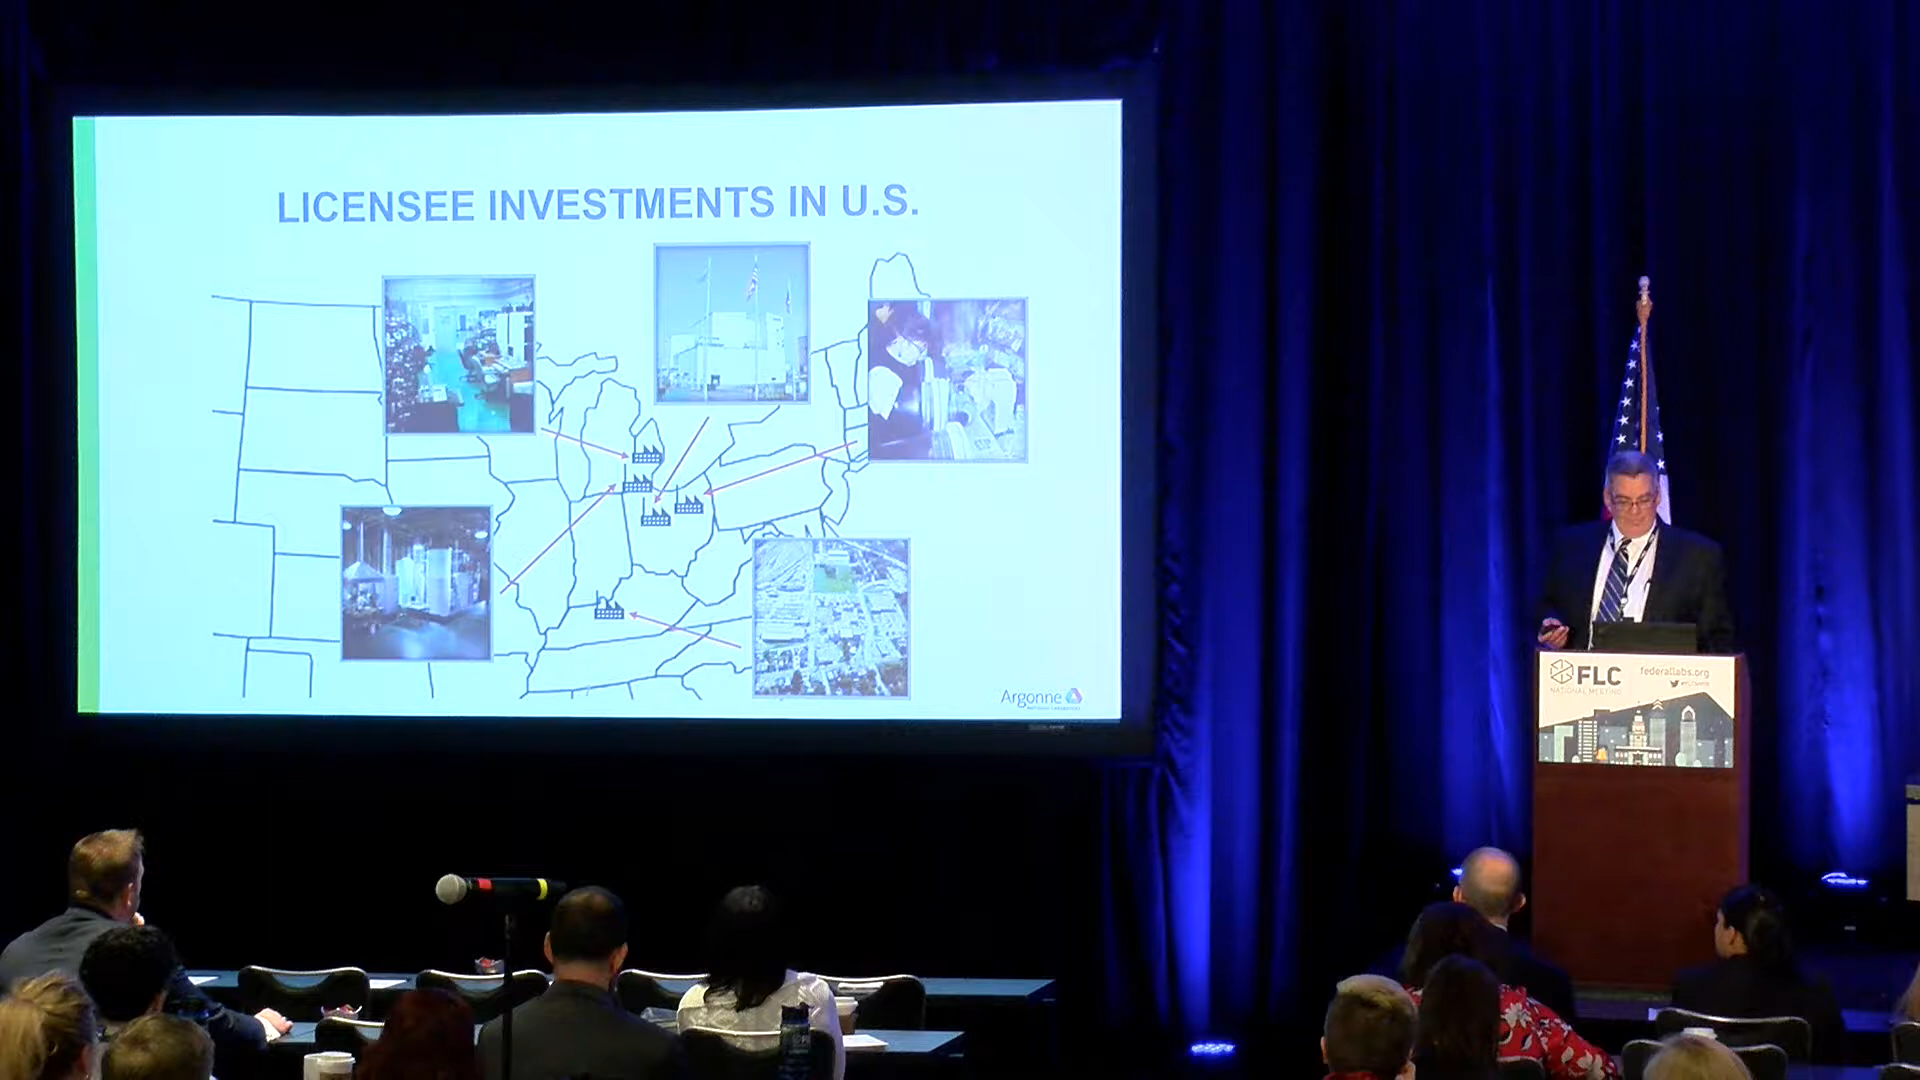 LICENSEE INVESTMENTS IN U.S.
Argonne
FLC
NATIONAL MEETING
federallabs.org